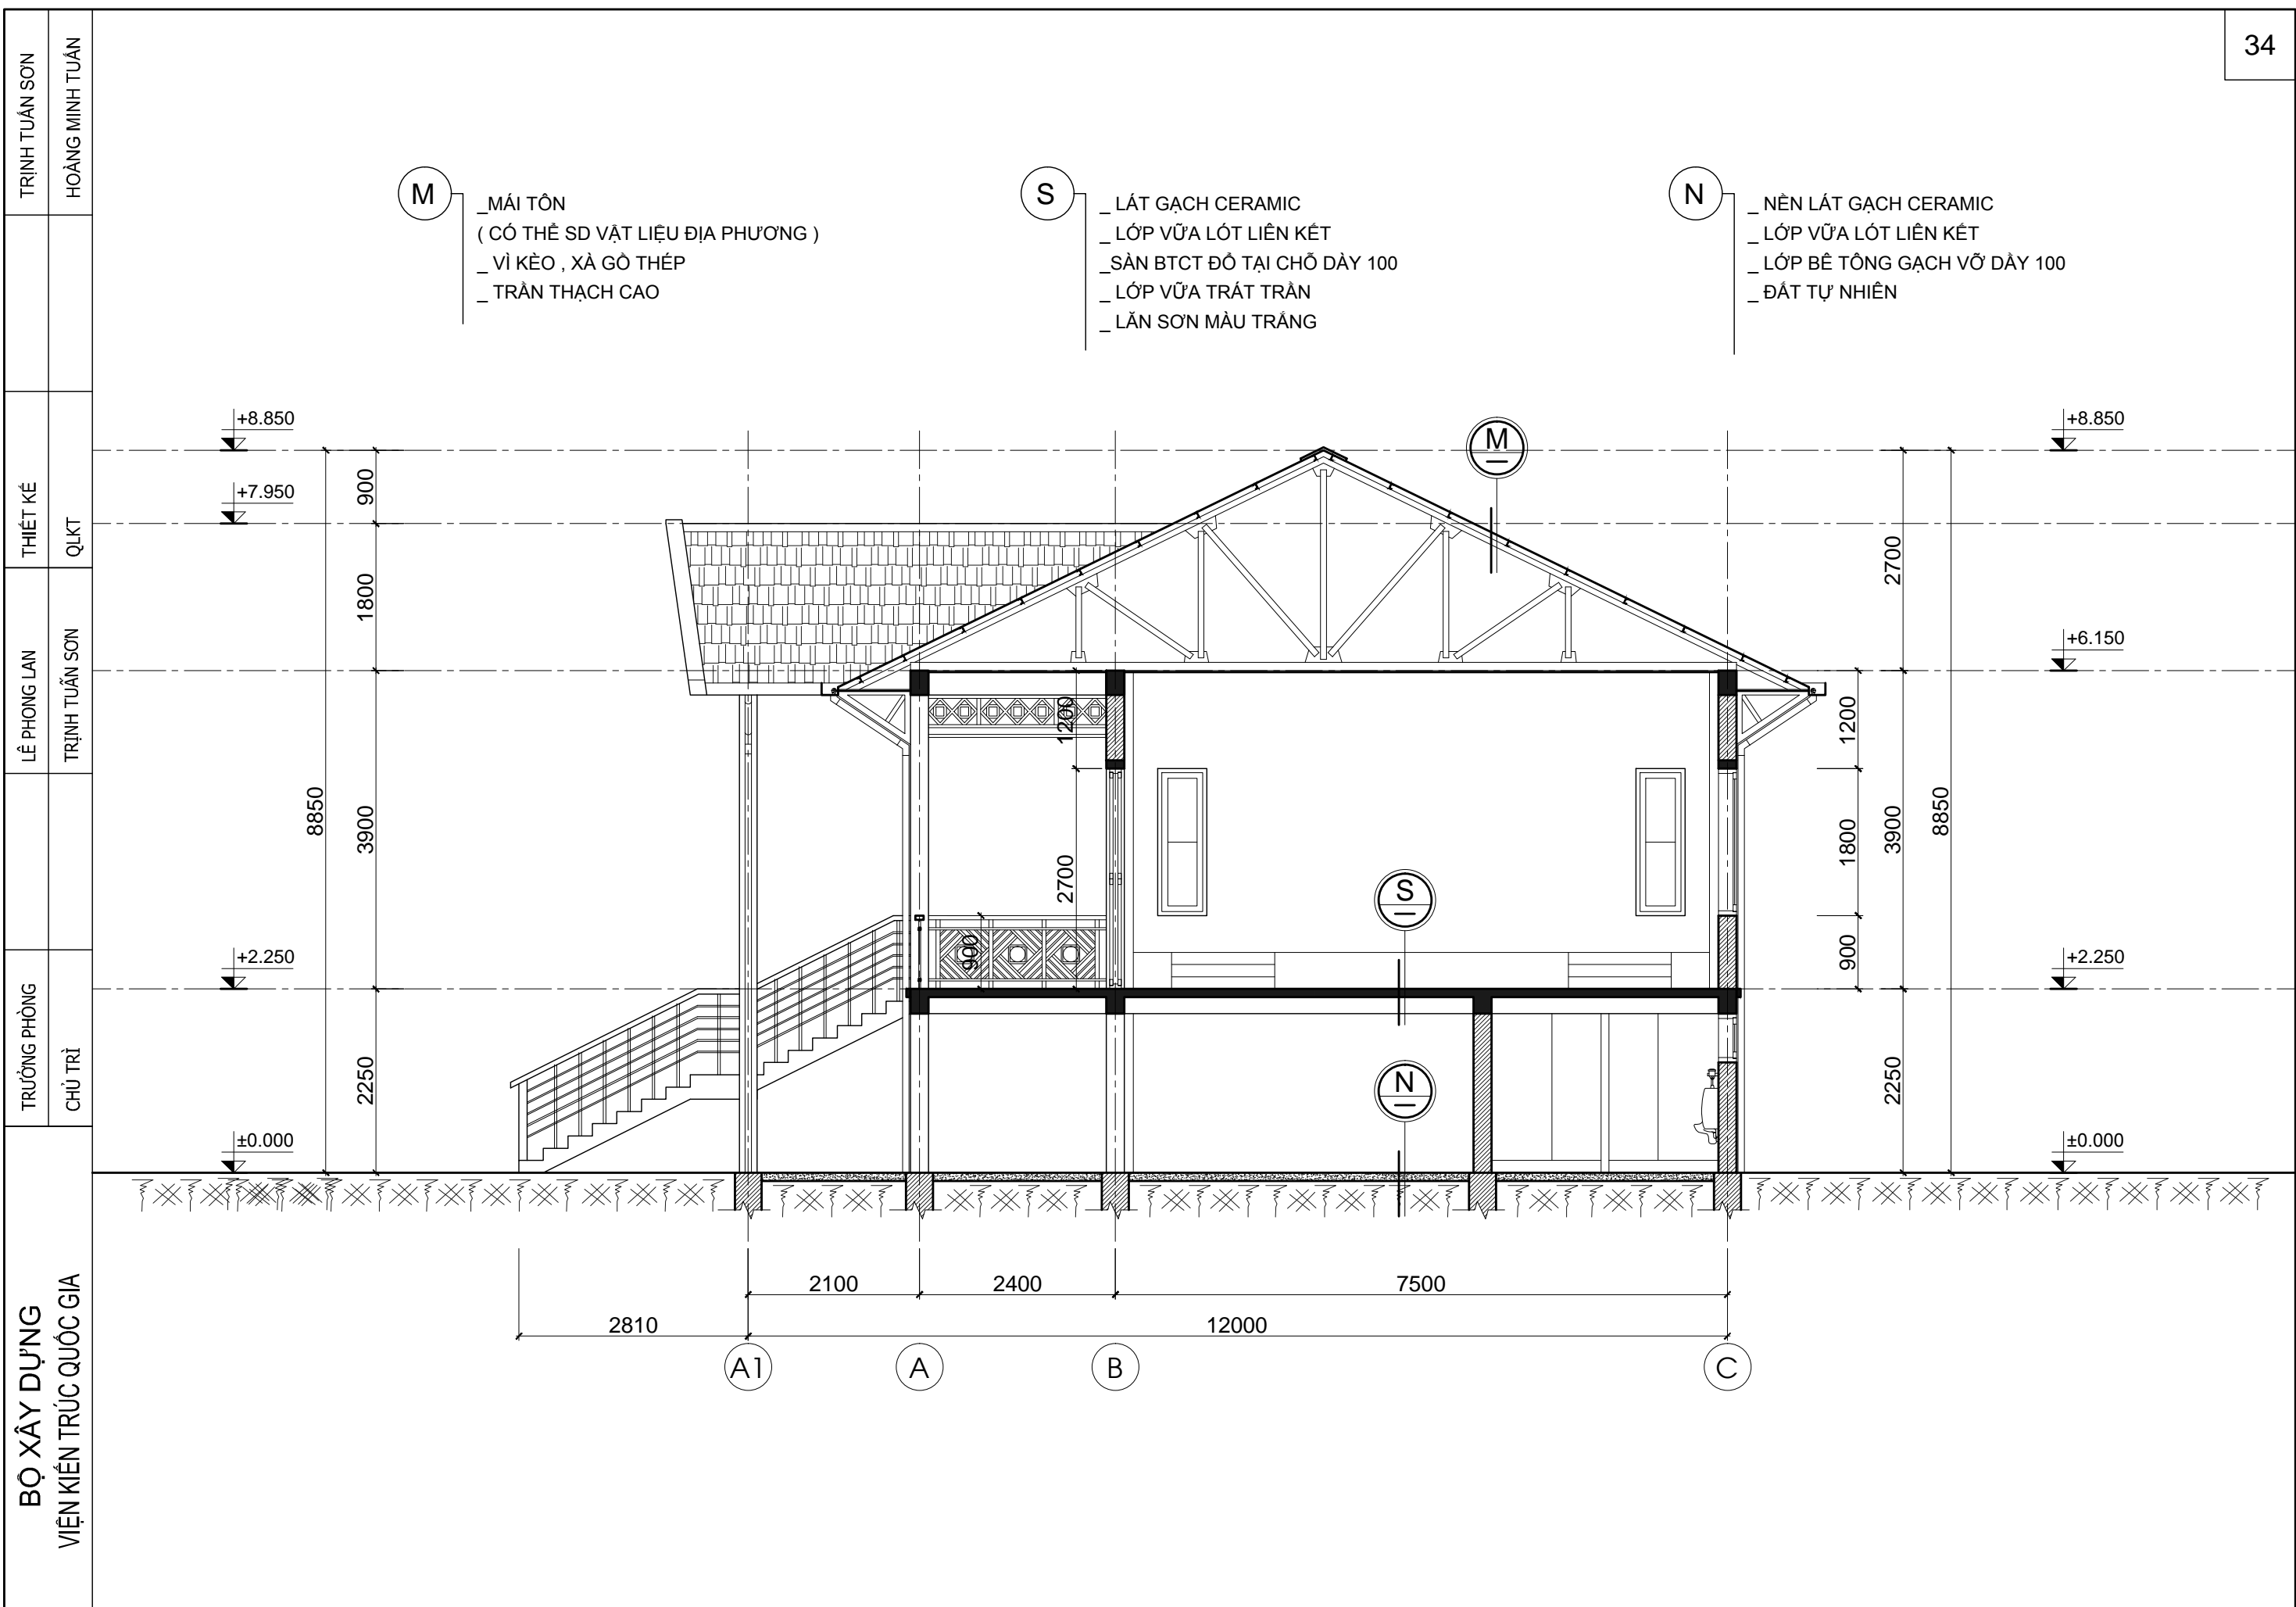 34
TRỊNH TUẤN SƠN
HOÀNG MINH TUẤN
THIẾT KẾ
QLKT
LÊ PHONG LAN
TRỊNH TUẤN SƠN
TRƯỞNG PHÒNG
CHỦ TRÌ
BỘ XÂY DỰNG
VIỆN KIẾN TRÚC QUỐC GIA
M
_MÁI TÔN
( CÓ THỂ SD VẬT LIỆU ĐỊA PHƯƠNG )
_ VÌ KÈO , XÀ GỒ THÉP
_ TRẦN THẠCH CAO
S
_ LÁT GẠCH CERAMIC
_ LỚP VỮA LÓT LIÊN KẾT
_SÀN BTCT ĐỔ TẠI CHỖ DÀY 100
_ LỚP VỮA TRÁT TRẦN
_ LĂN SƠN MÀU TRẮNG
N
_ NỀN LÁT GẠCH CERAMIC
_ LỚP VỮA LÓT LIÊN KẾT
_ LỚP BÊ TÔNG GẠCH VỠ DẦY 100
_ ĐẤT TỰ NHIÊN
+8.850
+7.950
+2.250
±0.000
8850
900
1800
3900
2250
M
S
N
1200
2700
900
1200
1800
900
2700
3900
2250
8850
+8.850
+6.150
+2.250
±0.000
2100
2400
7500
2810
12000
A1
A
B
C